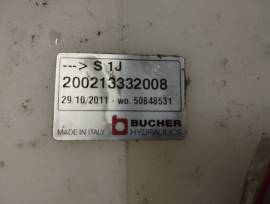 ---> S 1J
200213332008
29/10/2011 - wo. 50848531
MADE IN ITALY
BUCHER
HYDRAULICS